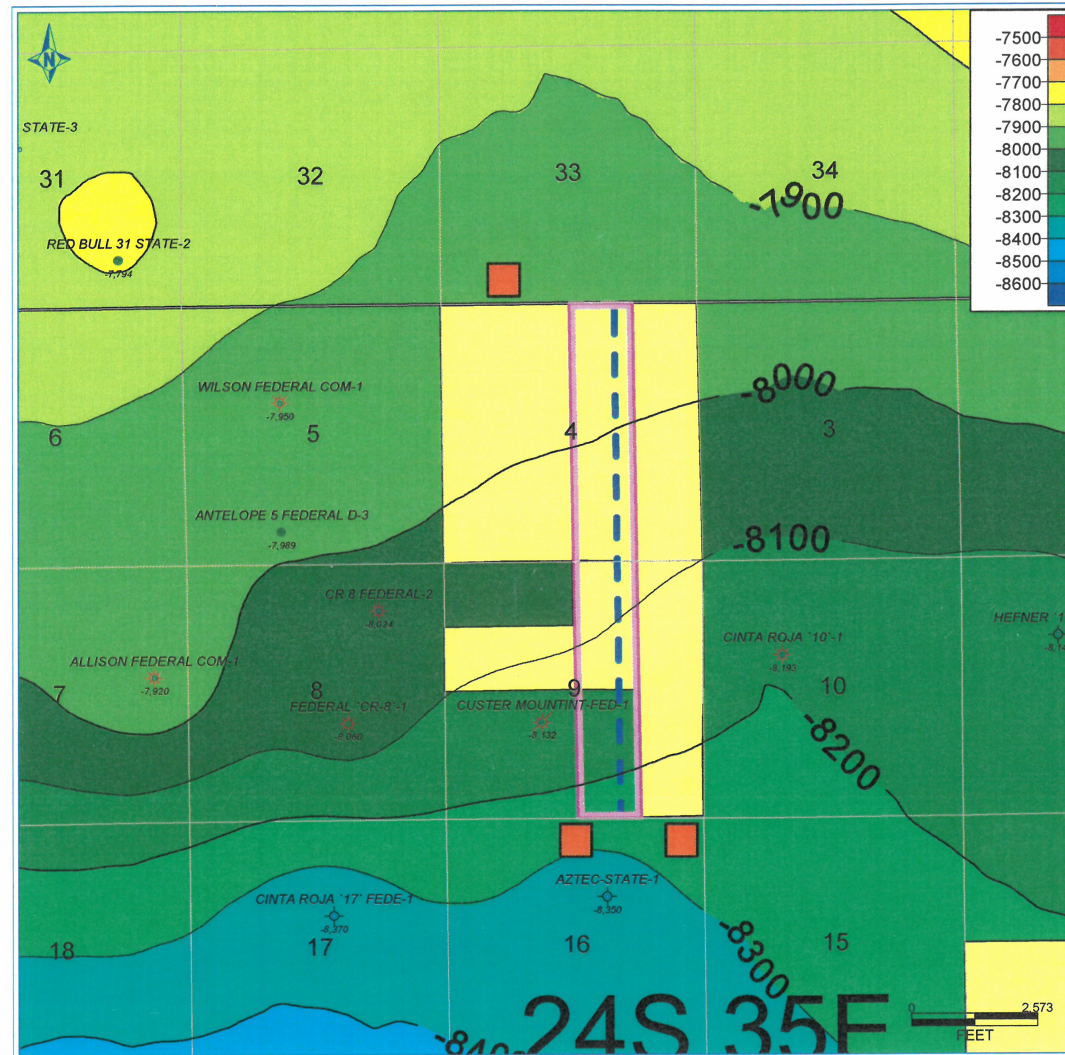 N
-7500
-7600
-7700
-7800
-7900
-8000
-8100
-8200
-8300
-8400
-8500
-8600
STATE-3
31
32
33
34
-7900
RED BULL 31 STATE-2
-7,794
WILSON FEDERAL COM-1
-7,950
-8000
6
5
4
3
ANTELOPE 5 FEDERAL D-3
-7,989
-8100
CR 8 FEDERAL-2
-8,034
HEFNER '1
CINTA ROJA '10'-1
-8,193
ALLISON FEDERAL COM-1
-7,920
7
8
9
10
FEDERAL 'CR-8'-1
-8,060
CUSTER MOUNTINT-FED-1
-8,132
-8200
AZTEC-STATE-1
-8,350
CINTA ROJA '17' FEDE-1
-8,370
18
17
16
15
-8300
24S 35E
0 2,573
FEET